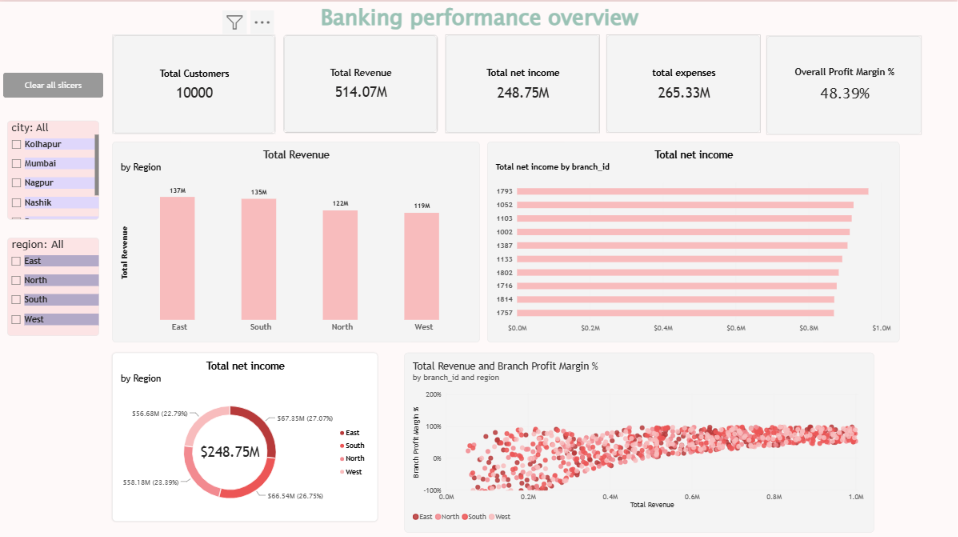 Banking performance overview
Total Customers
10000
Total Revenue
514.07M
Total net income
248.75M
total expenses
265.33M
Overall Profit Margin %
48.39%
Clear all slicers
city: All
Kolhapur
Mumbai
Nagpur
Nashik
region: All
East
North
South
West
Total Revenue
by Region
Total Revenue
137M
135M
122M
119M
East
South
North
West
Total net income
Total net income by branch_id
1793
1052
1103
1002
1387
1133
1802
1716
1814
1757
$0.0M
$0.2M
$0.4M
$0.6M
$0.8M
$1.0M
Total net income
by Region
$56.68M (22.79%)
$67.35M (27.07%)
$58.18M (23.39%)
$66.54M (26.75%)
$248.75M
East
South
North
West
Total Revenue and Branch Profit Margin %
by branch_id and region
Branch Profit Margin %
200%
100%
0%
-100%
0.0M
0.2M
0.4M
0.6M
0.8M
1.0M
Total Revenue
East
North
South
West